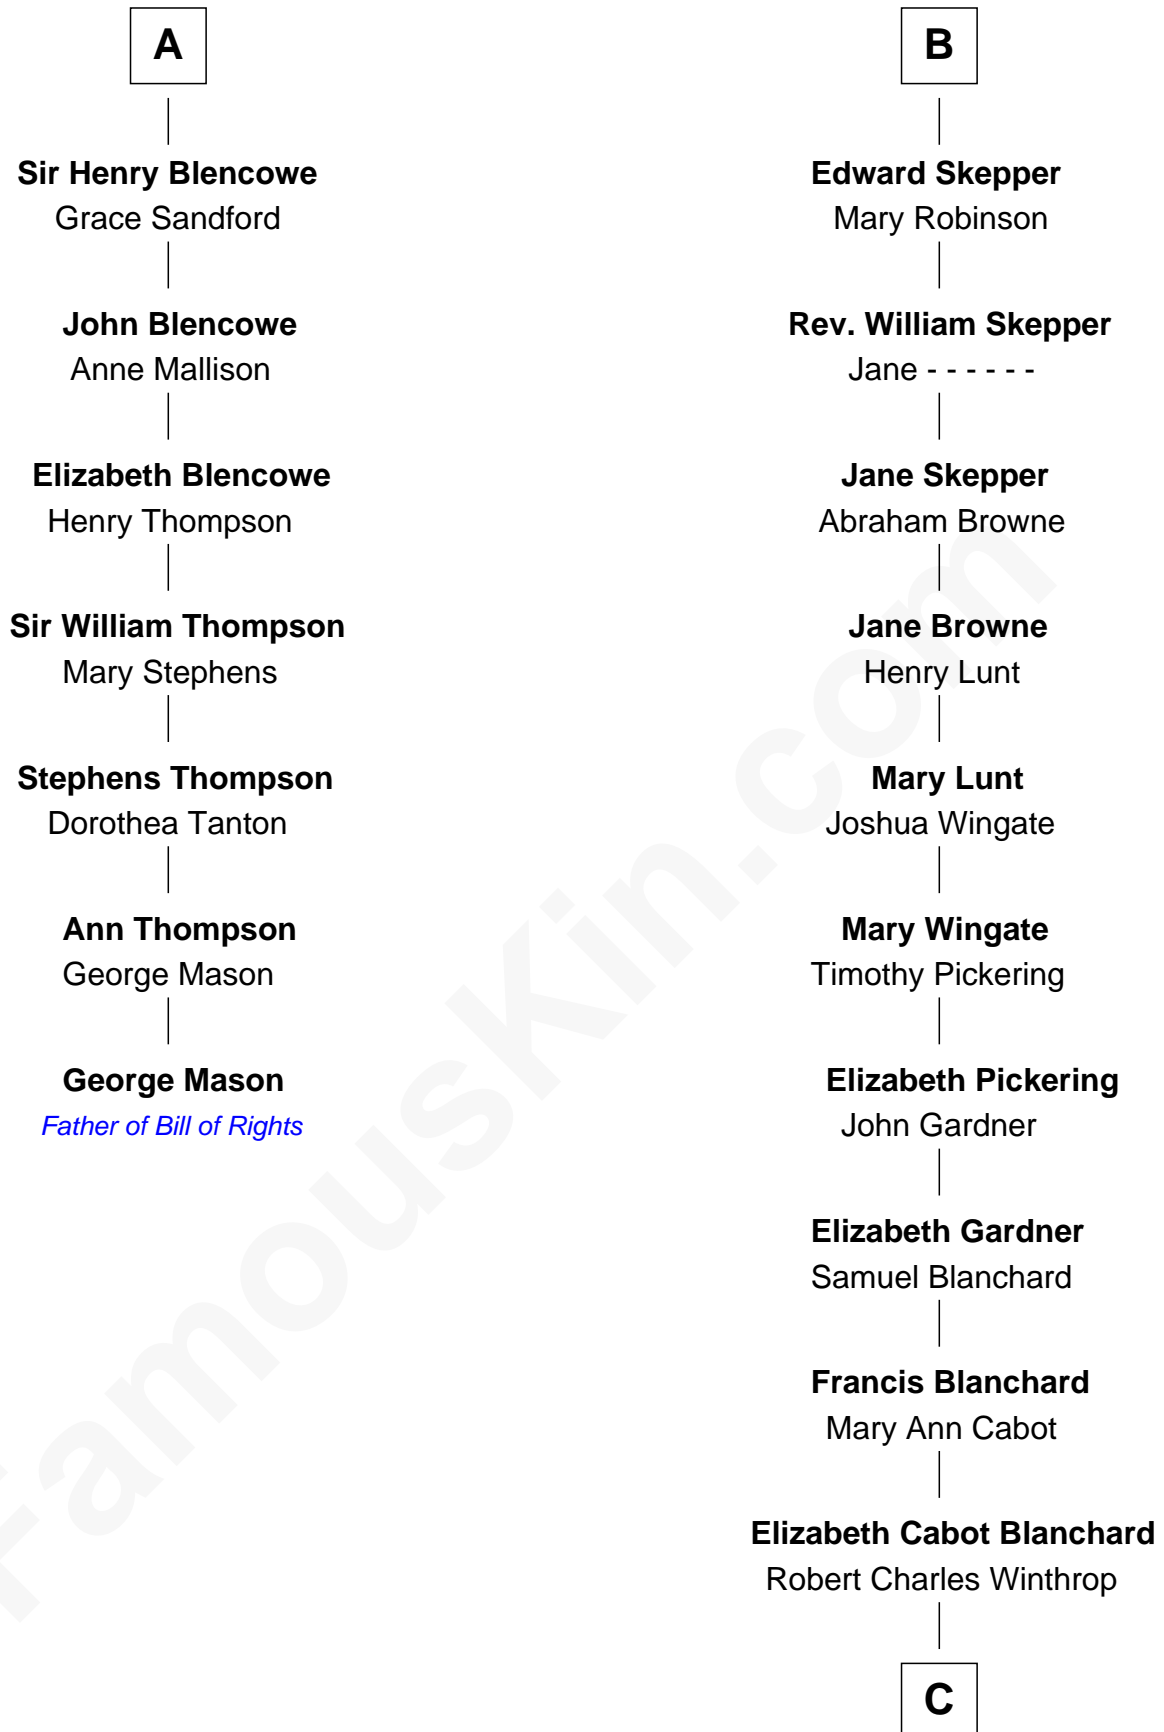 A
Sir Henry Blencowe
Grace Sandford
John Blencowe
Anne Mallison
Elizabeth Blencowe
Henry Thompson
Sir William Thompson
Mary Stephens
Stephens Thompson
Dorothea Tanton
Ann Thompson
George Mason
George Mason
Father of Bill of Rights
B
Edward Skepper
Mary Robinson
Rev. William Skepper
Jane - - - - - -
Jane Skepper
Abraham Browne
Jane Browne
Henry Lunt
Mary Lunt
Joshua Wingate
Mary Wingate
Timothy Pickering
Elizabeth Pickering
John Gardner
Elizabeth Gardner
Samuel Blanchard
Francis Blanchard
Mary Ann Cabot
Elizabeth Cabot Blanchard
Robert Charles Winthrop
C
FamousKin.com